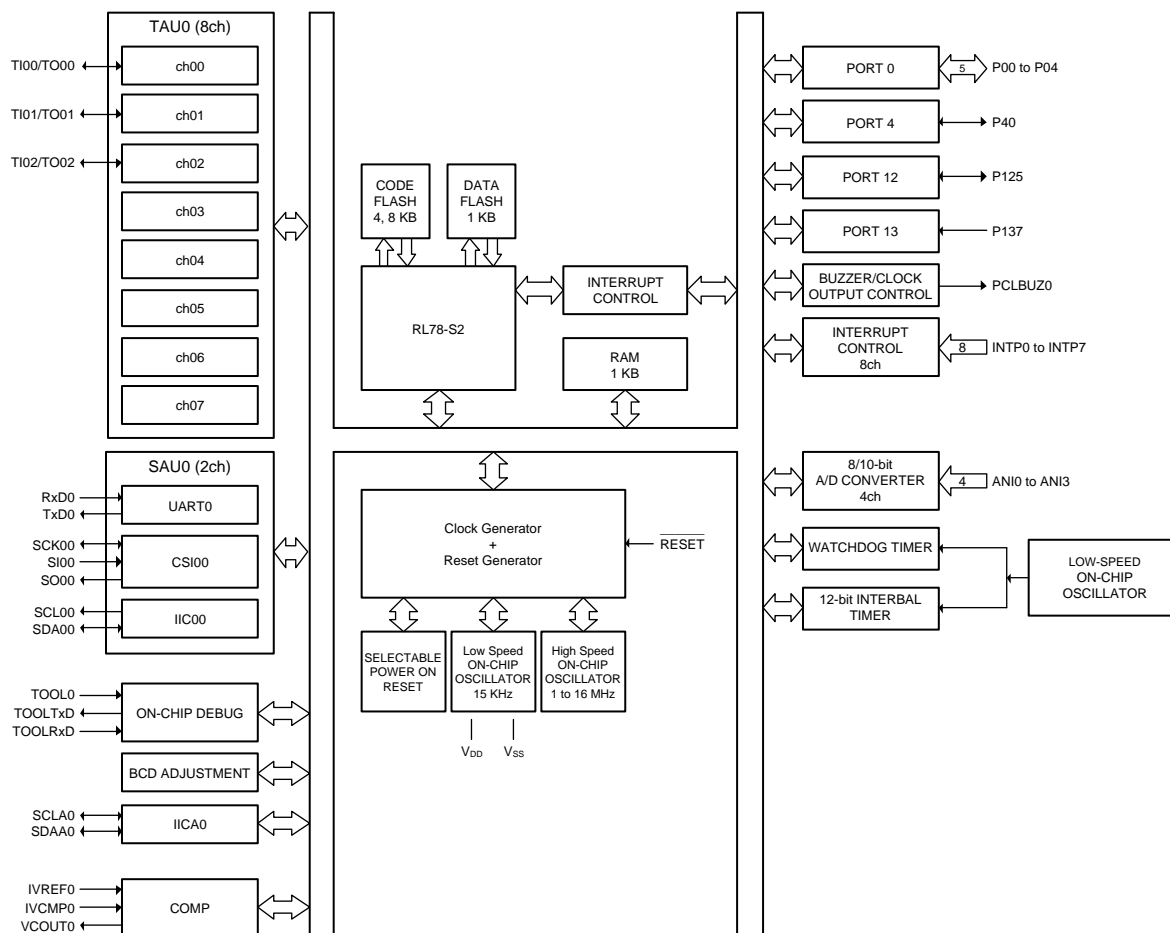 TAU0 (8ch)
TI00/TO00
ch00
TI01/TO01
ch01
TI02/TO02
ch02
ch03
ch04
ch05
ch06
ch07
SAU0 (2ch)
RxD0
TxD0
UART0
SCK00
SI00
SO00
CSI00
SCL00
SDA00
IIC00
TOOL0
TOOLTxD
TOOLRxD
ON-CHIP DEBUG
BCD ADJUSTMENT
SCLA0
SDAA0
IICA0
IVREF0
IVCMP0
VCOUT0
COMP
CODE
FLASH
4, 8 KB
DATA
FLASH
1 KB
RL78-S2
INTERRUPT
CONTROL
RAM
1 KB
Clock Generator
+
Reset Generator
RESET
SELECTABLE
POWER ON
RESET
Low Speed
ON-CHIP
OSCILLATOR
15 KHz
High Speed
ON-CHIP
OSCILLATOR
1 to 16 MHz
VDD
VSS
PORT 0
5
P00 to P04
PORT 4
P40
PORT 12
P125
PORT 13
P137
BUZZER/CLOCK
OUTPUT CONTROL
PCLBUZ0
INTERRUPT
CONTROL
8ch
8
INTP0 to INTP7
8/10-bit
A/D CONVERTER
4ch
4
ANI0 to ANI3
WATCHDOG TIMER
12-bit INTERBAL
TIMER
LOW-SPEED
ON-CHIP
OSCILLATOR